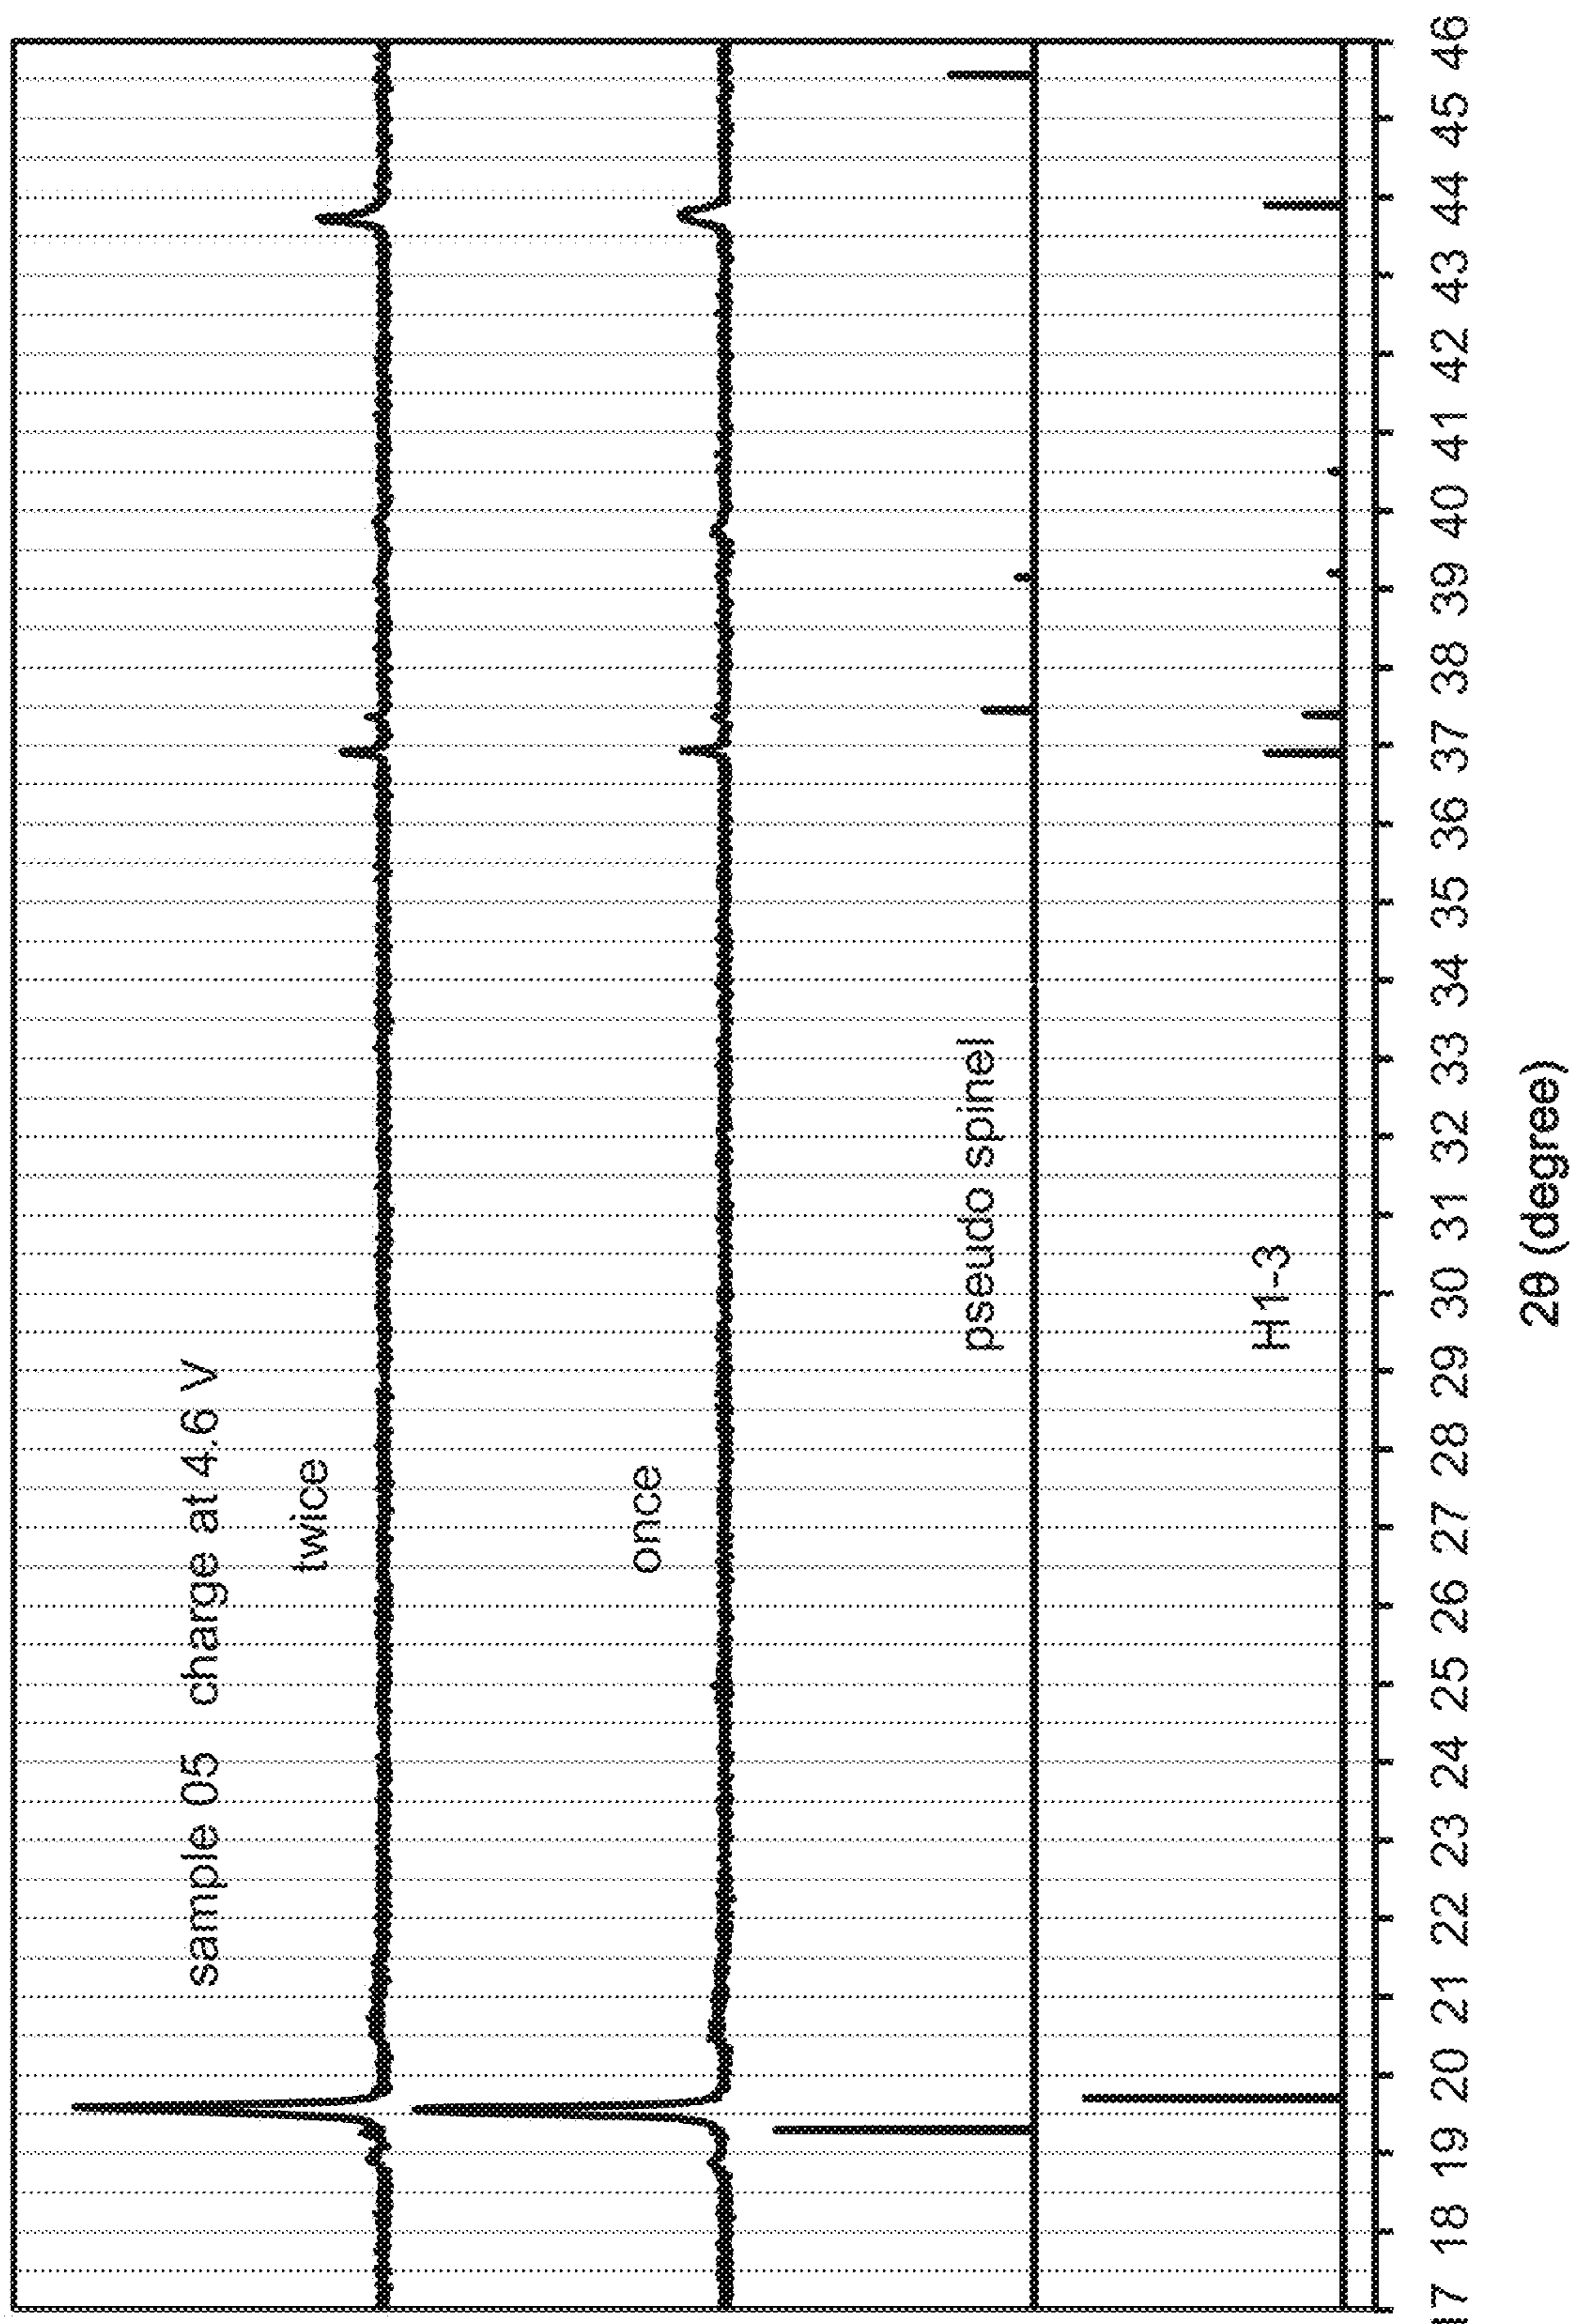 sample 05 charge at 4.6 V
twice
once
pseudo spinel
H1-3
17 18 19 20 21 22 23 24 25 26 27 28 29 30 31 32 33 34 35 36 37 38 39 40 41 42 43 44 45 46
2θ (degree)